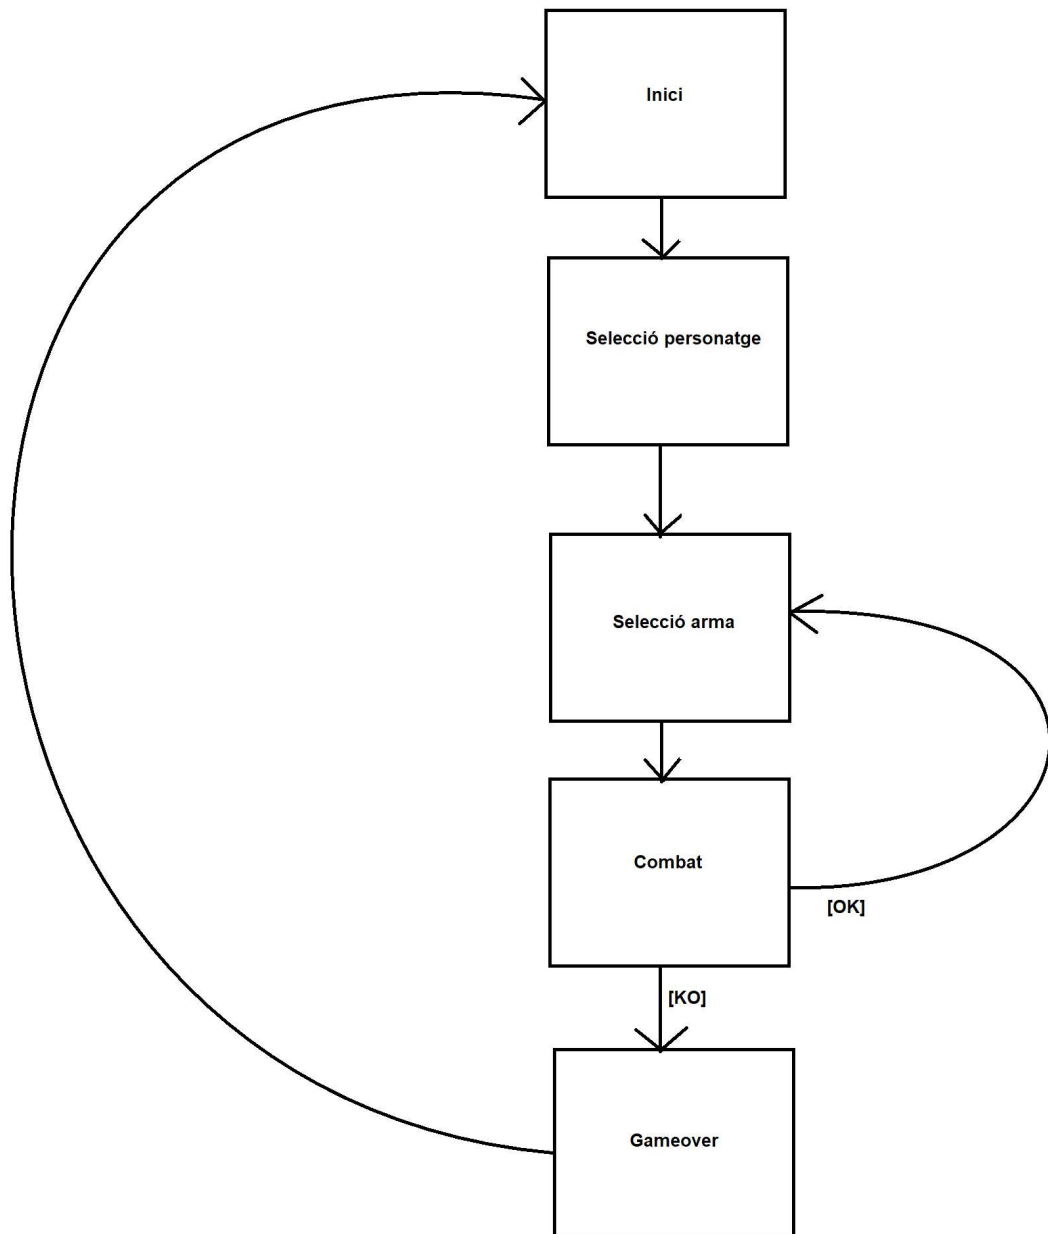 Inici
Selecció personatge
Selecció arma
Combat
[OK]
[KO]
Gameover